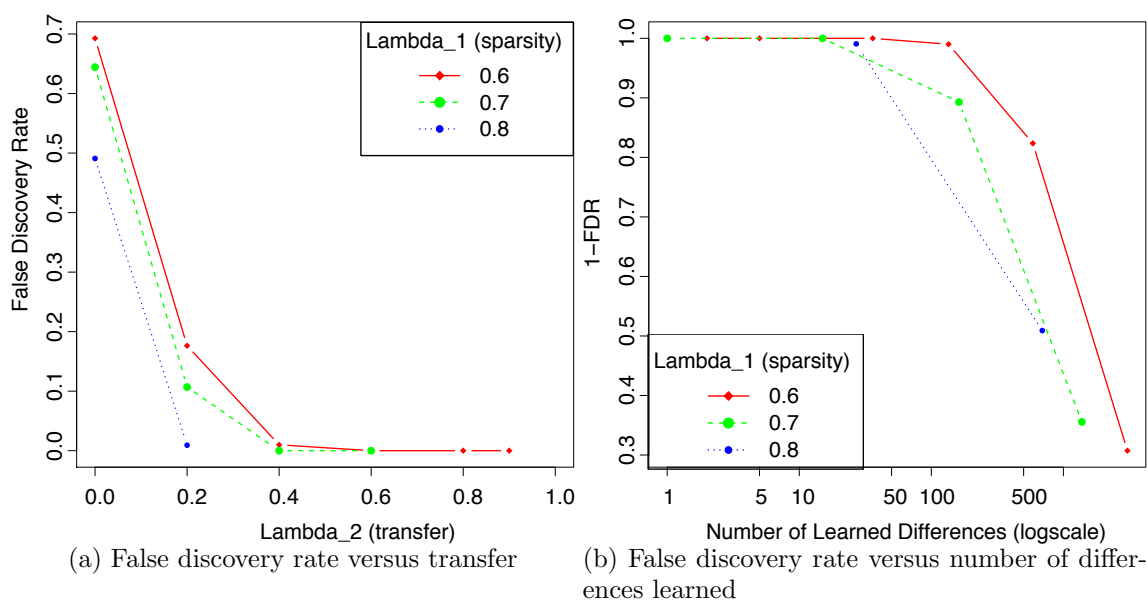 0.7
0.6
0.5
0.4
0.3
0.2
0.1
0.0
False Discovery Rate
Lambda_1 (sparsity)
0.6
0.7
0.8
0.0 0.2 0.4 0.6 0.8 1.0
Lambda_2 (transfer)
(a) False discovery rate versus transfer
1.0
0.9
0.8
0.7
0.6
0.5
0.4
0.3
1-FDR
Lambda_1 (sparsity)
0.6
0.7
0.8
1 5 10 50 100 500
Number of Learned Differences (logscale)
(b) False discovery rate versus number of differ-
ences learned